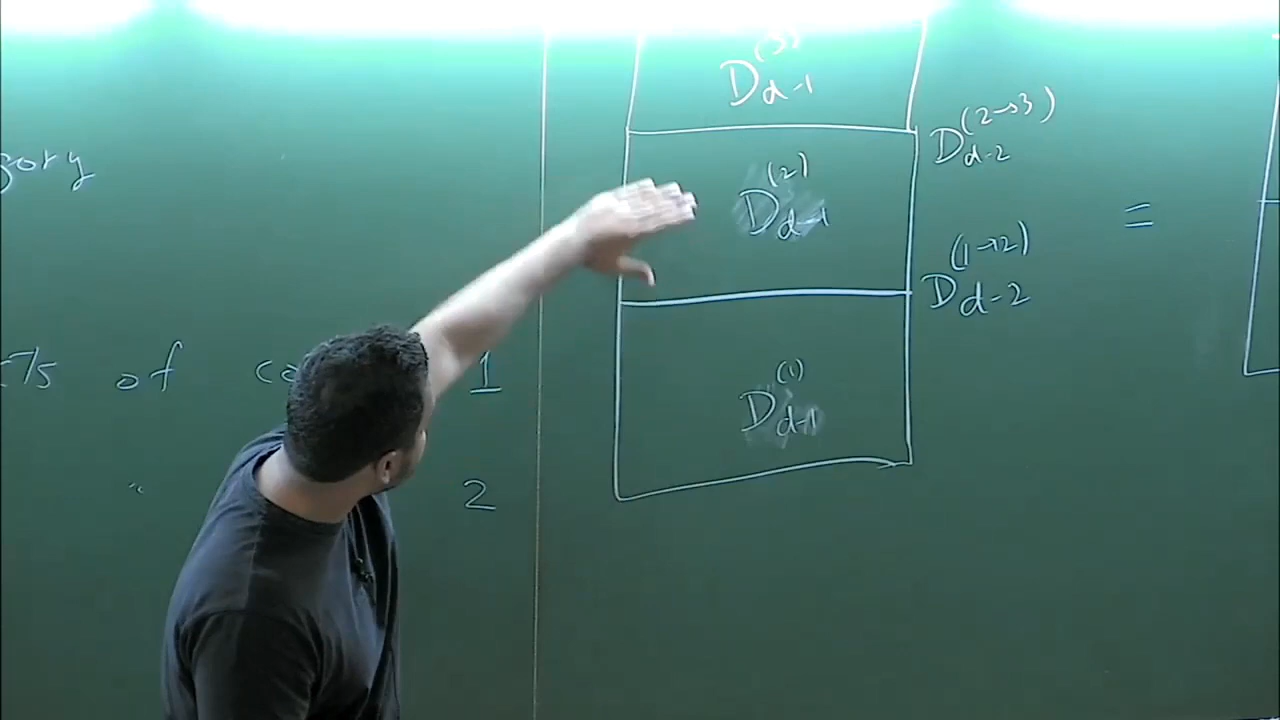 D_{d-1}^{(3)}
D_{d-2}^{(2→3)}
gory
D_{d-1}^{(2)}
=
D_{d-2}^{(1→2)}
of co 1
D_{d-1}^{(1)}
" 2